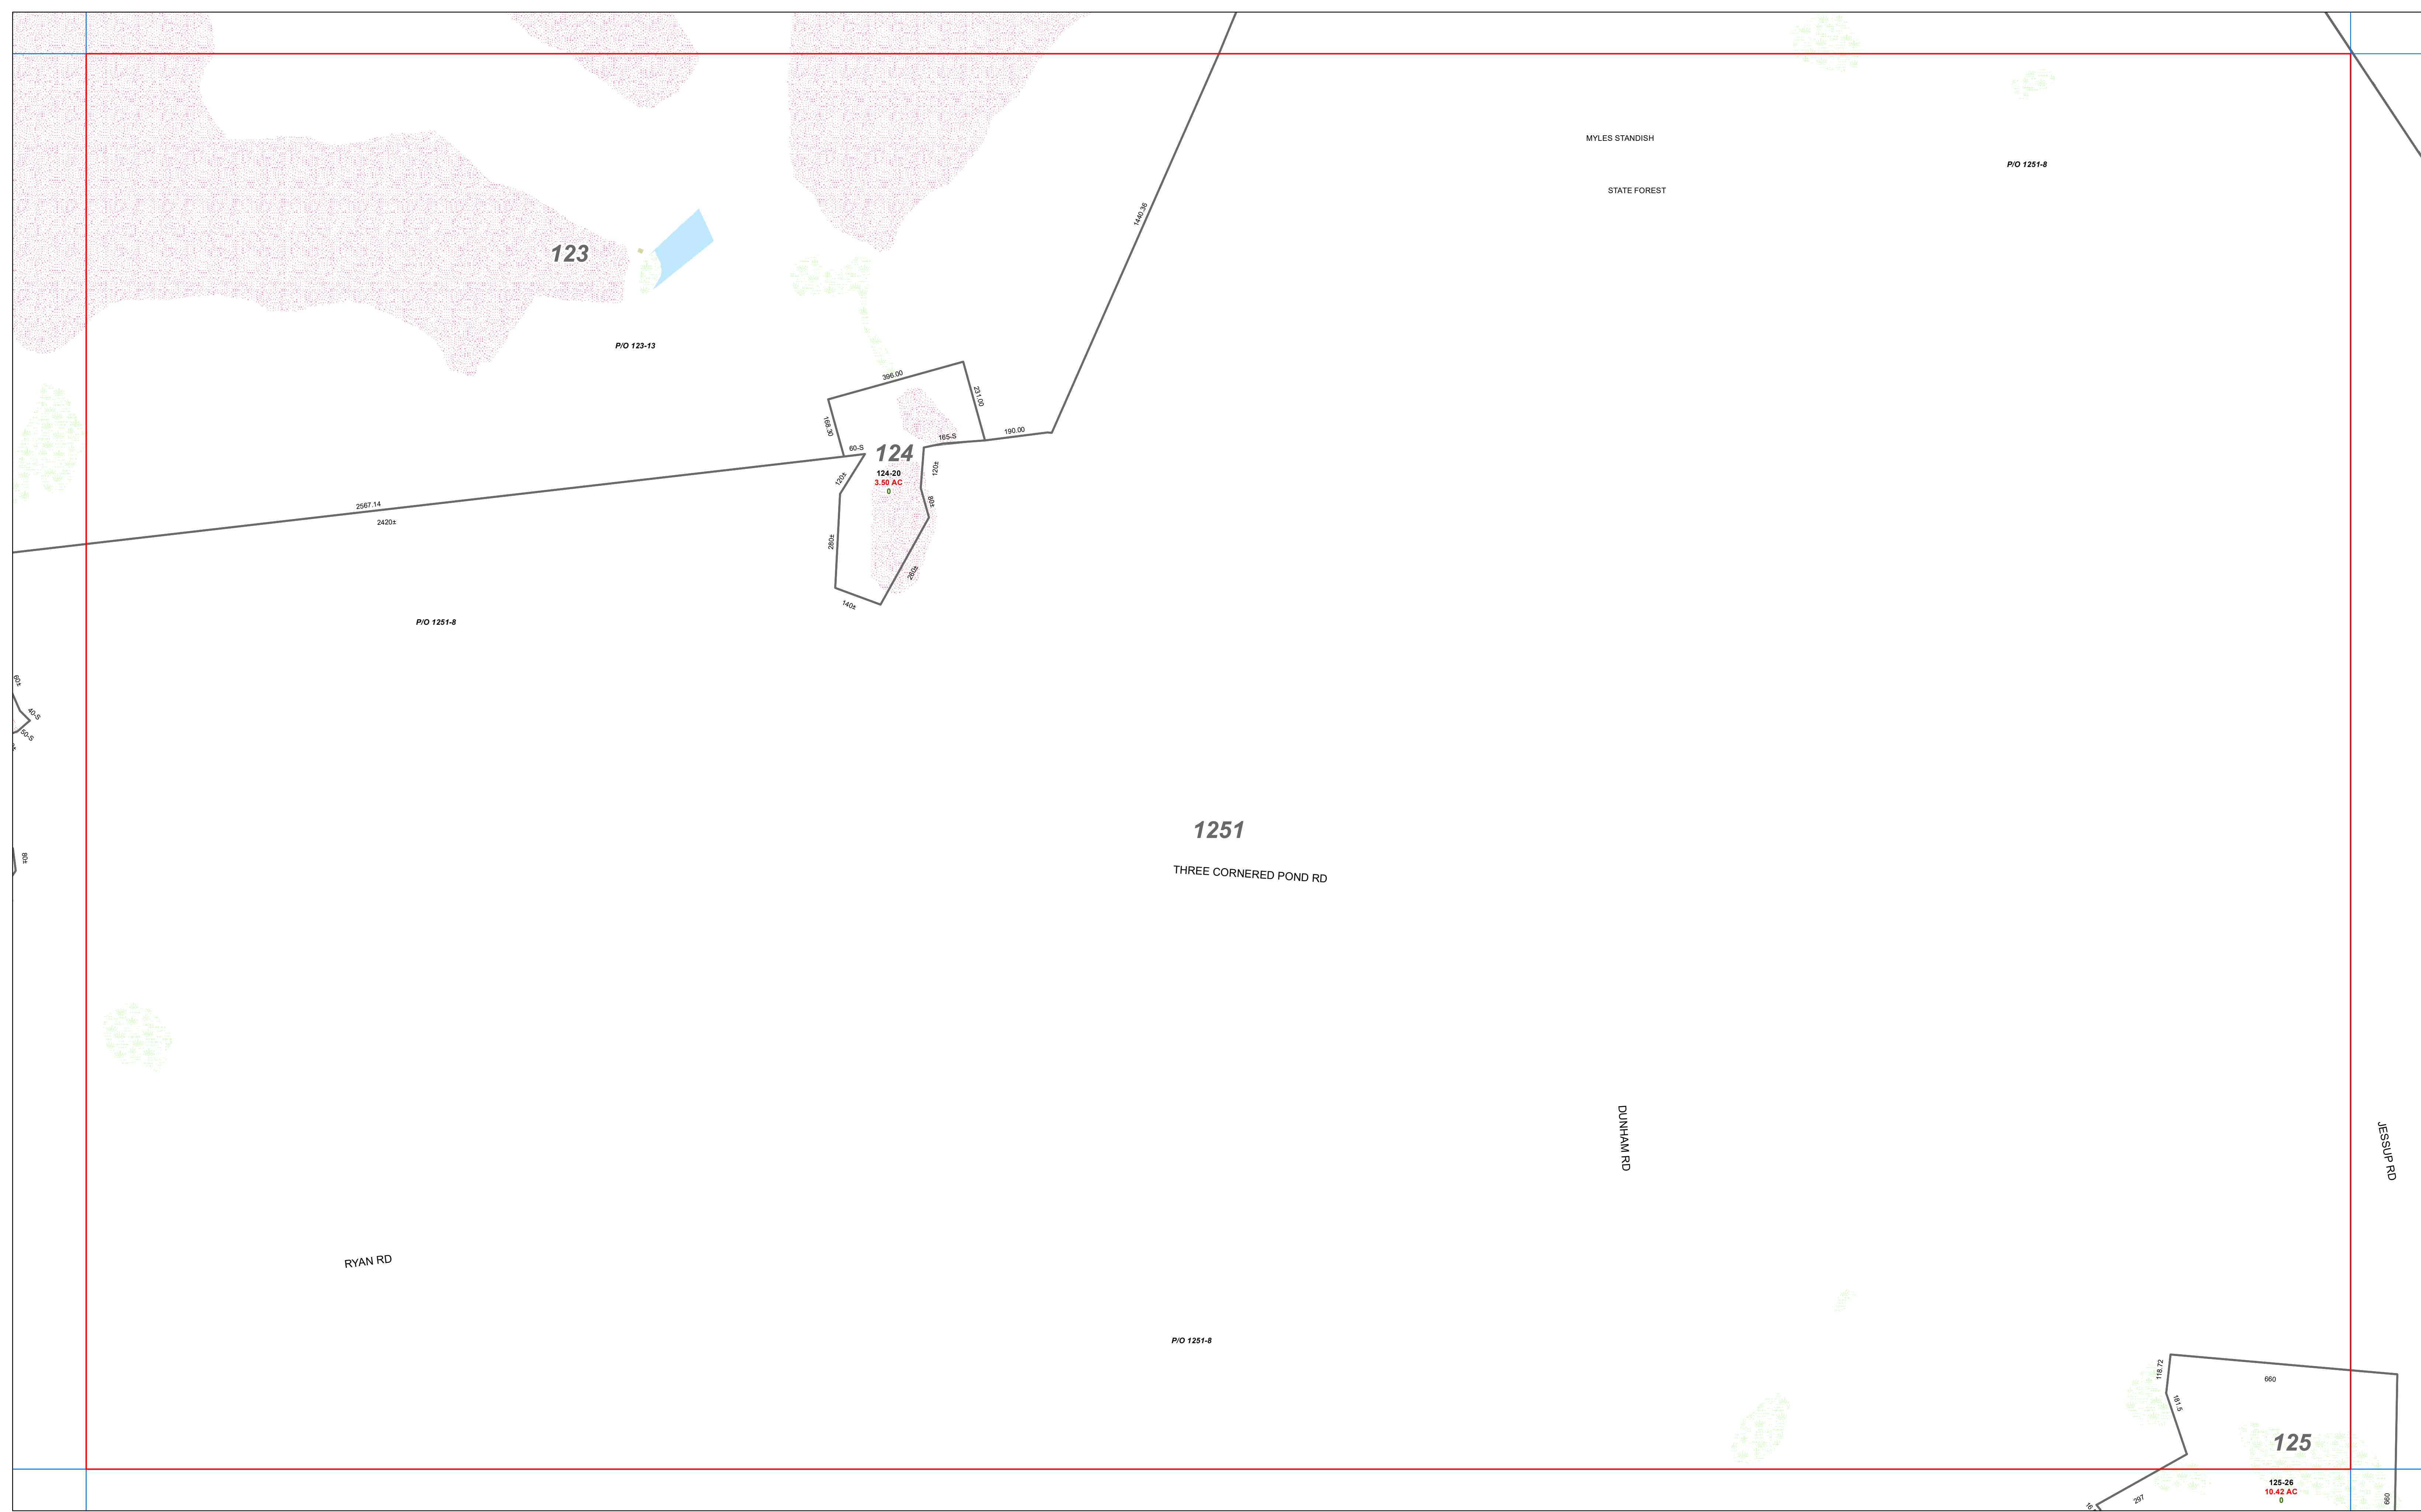 MYLES STANDISH
P/O 1251-8
STATE FOREST
1440.36
123
P/O 123-13
396.00
231.00
168.30
190.00
165-S
60-S
124
124-20
3.50 AC
0
120±
120±
80±
2567.14
2420±
280±
260±
140±
P/O 1251-8
60±
40-S
50-S
1251
80±
THREE CORNERED POND RD
DUNHAM RD
JESSUP RD
RYAN RD
P/O 1251-8
118.72
660
181.5
125
125-26
10.42 AC
0
297
660